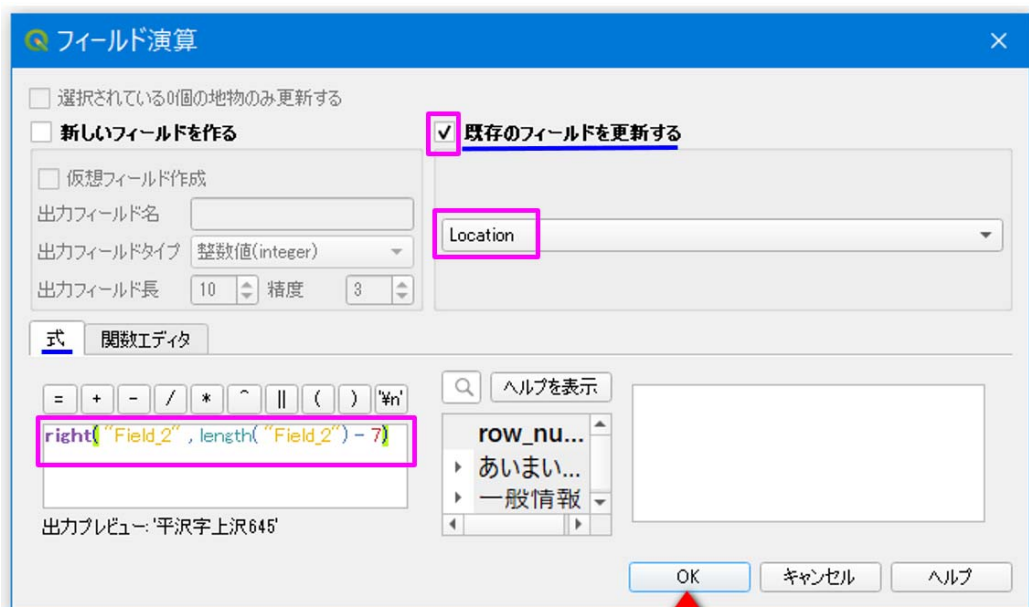 フィールド演算
選択されている0個の地物のみ更新する
新しいフィールドを作る
既存のフィールドを更新する
仮想フィールド作成
出力フィールド名
出力フィールドタイプ 整数値(integer)
出力フィールド長 10 精度 3
Location
式 関数エディタ
= + - / * ^ || ( ) '¥n'
right( "Field_2" , length( "Field_2") - 7)
出力プレビュー: '平沢字上沢645'
ヘルプを表示
row_nu...
あいまい...
一般情報
OK キャンセル ヘルプ